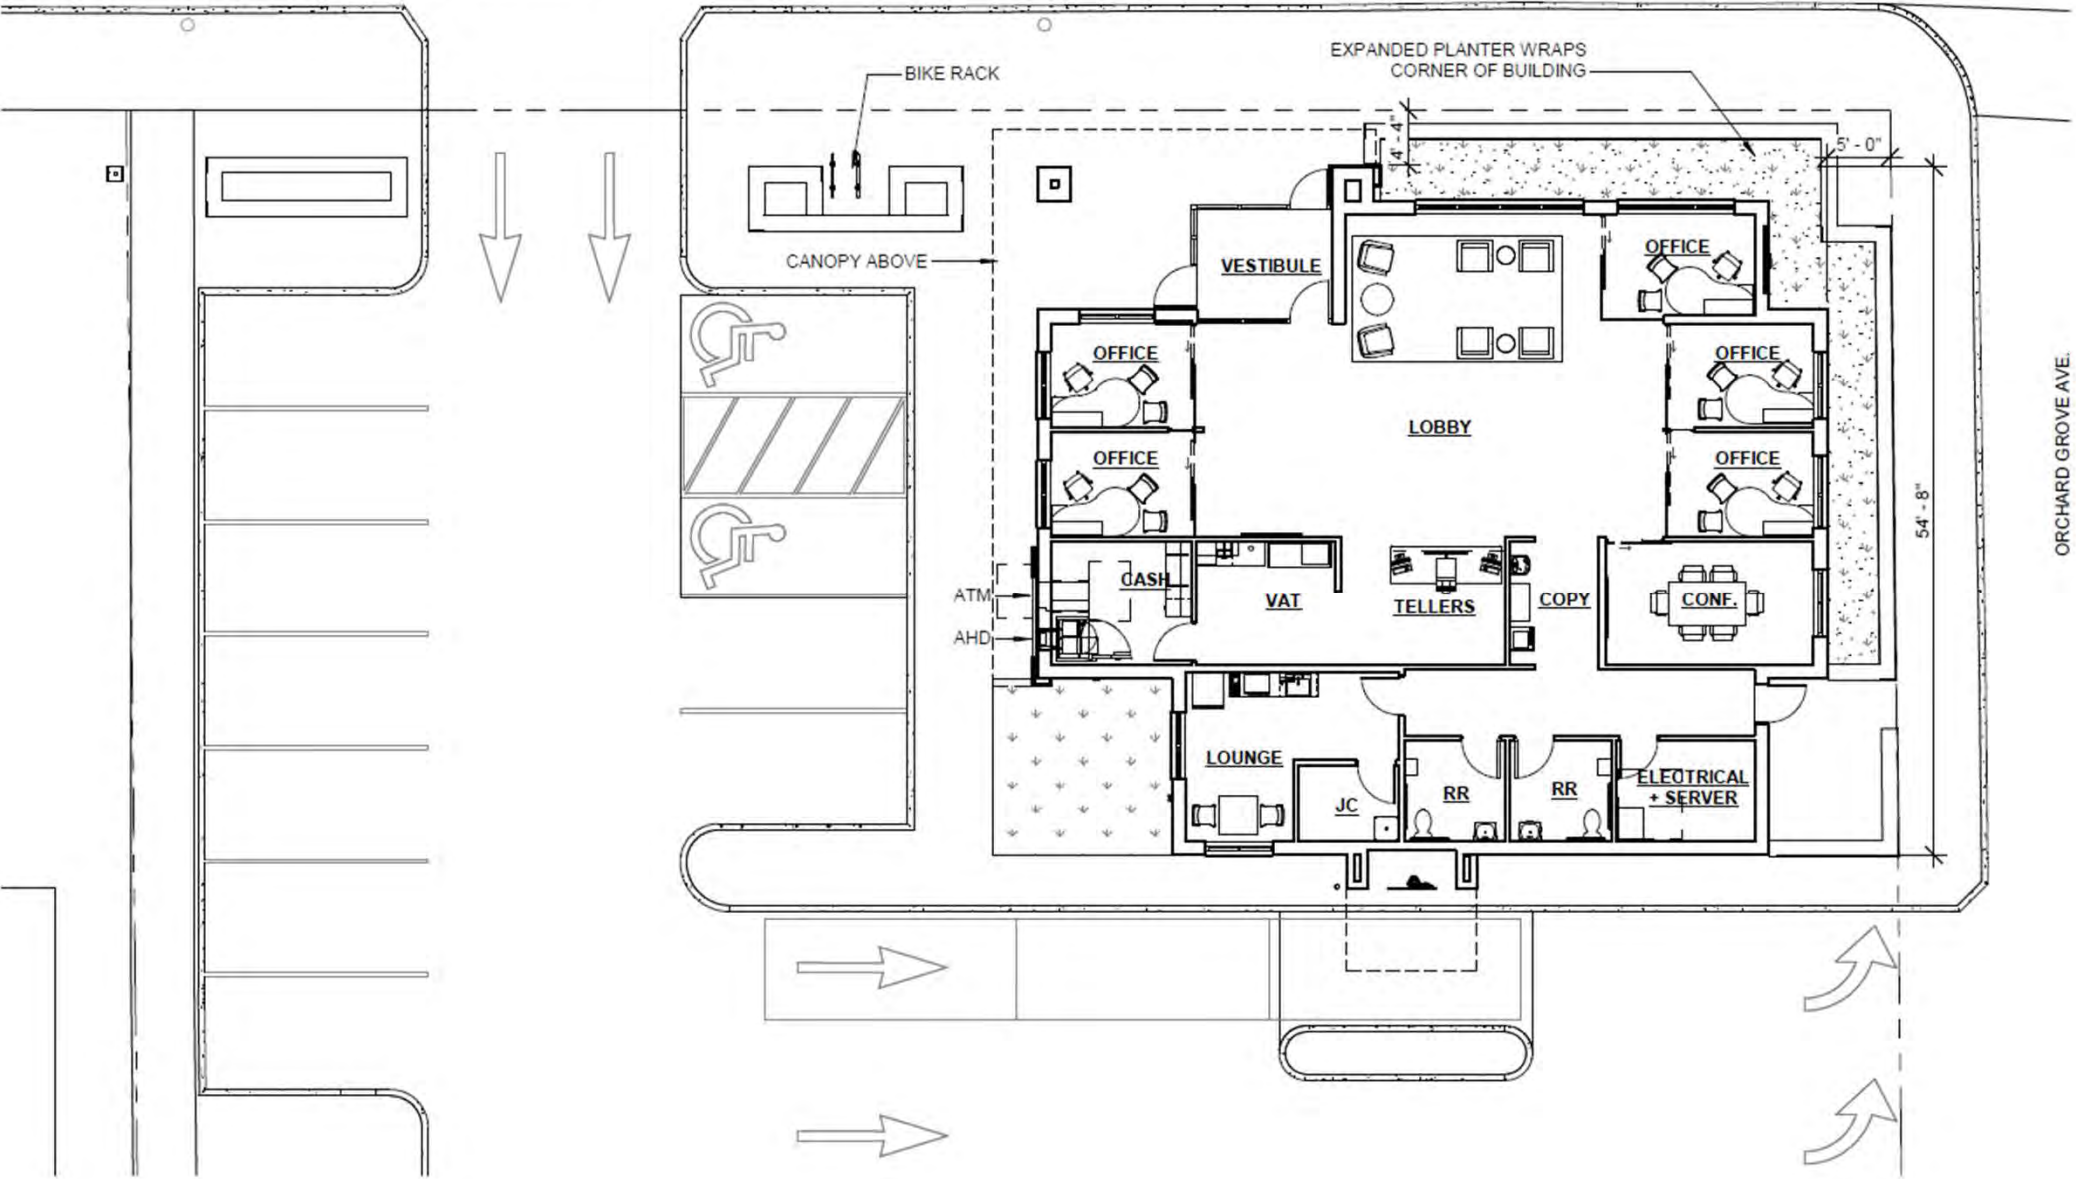 EXPANDED PLANTER WRAPS
CORNER OF BUILDING
BIKE RACK
4' - 4"
5' - 0"
CANOPY ABOVE
VESTIBULE
OFFICE
OFFICE
OFFICE
LOBBY
OFFICE
OFFICE
ORCHARD GROVE AVE.
54' - 8"
ATM
AHD
CASH
VAT
TELLERS
COPY
CONF.
LOUNGE
JC
RR
RR
ELECTRICAL
+ SERVER